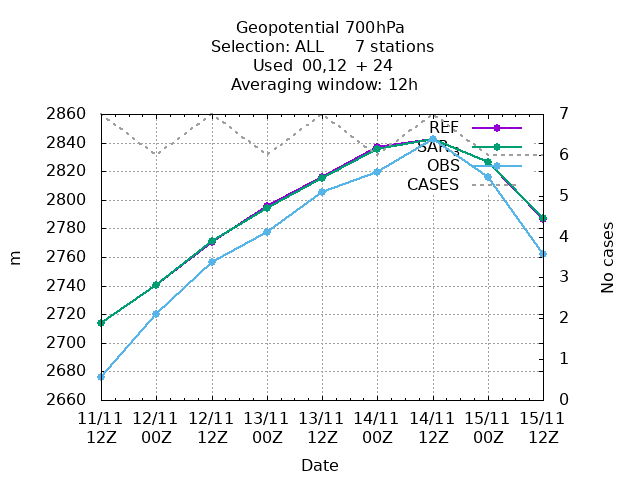 Geopotential 700hPa
Selection: ALL 7 stations
Used 00,12 + 24
Averaging window: 12h
2860
2840
2820
2800
2780
2760
2740
2720
2700
2680
2660
m
7
6
5
4
3
2
1
0
No cases
REF
SARS
OBS
CASES
11/11 12/11 12/11 13/11 13/11 14/11 14/11 15/11 15/11
12Z 00Z 12Z 00Z 12Z 00Z 12Z 00Z 12Z
Date